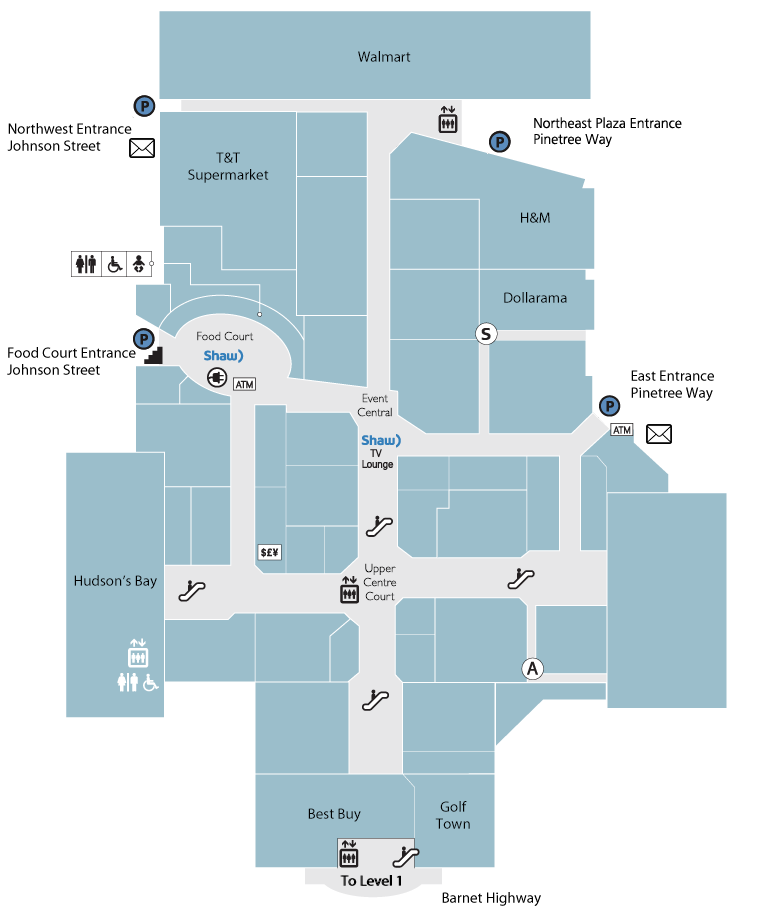 Walmart
P
Northwest Entrance
Johnson Street
Northeast Plaza Entrance
Pinetree Way
P
T&T
Supermarket
H&M
Dollarama
S
P
Food Court Entrance
Johnson Street
Food Court
Shaw)
ATM
East Entrance
Pinetree Way
P
ATM
Event
Central
Shaw)
TV
Lounge
$£¥
Hudson's Bay
Upper
Centre
Court
A
Best Buy
Golf
Town
To Level 1
Barnet Highway